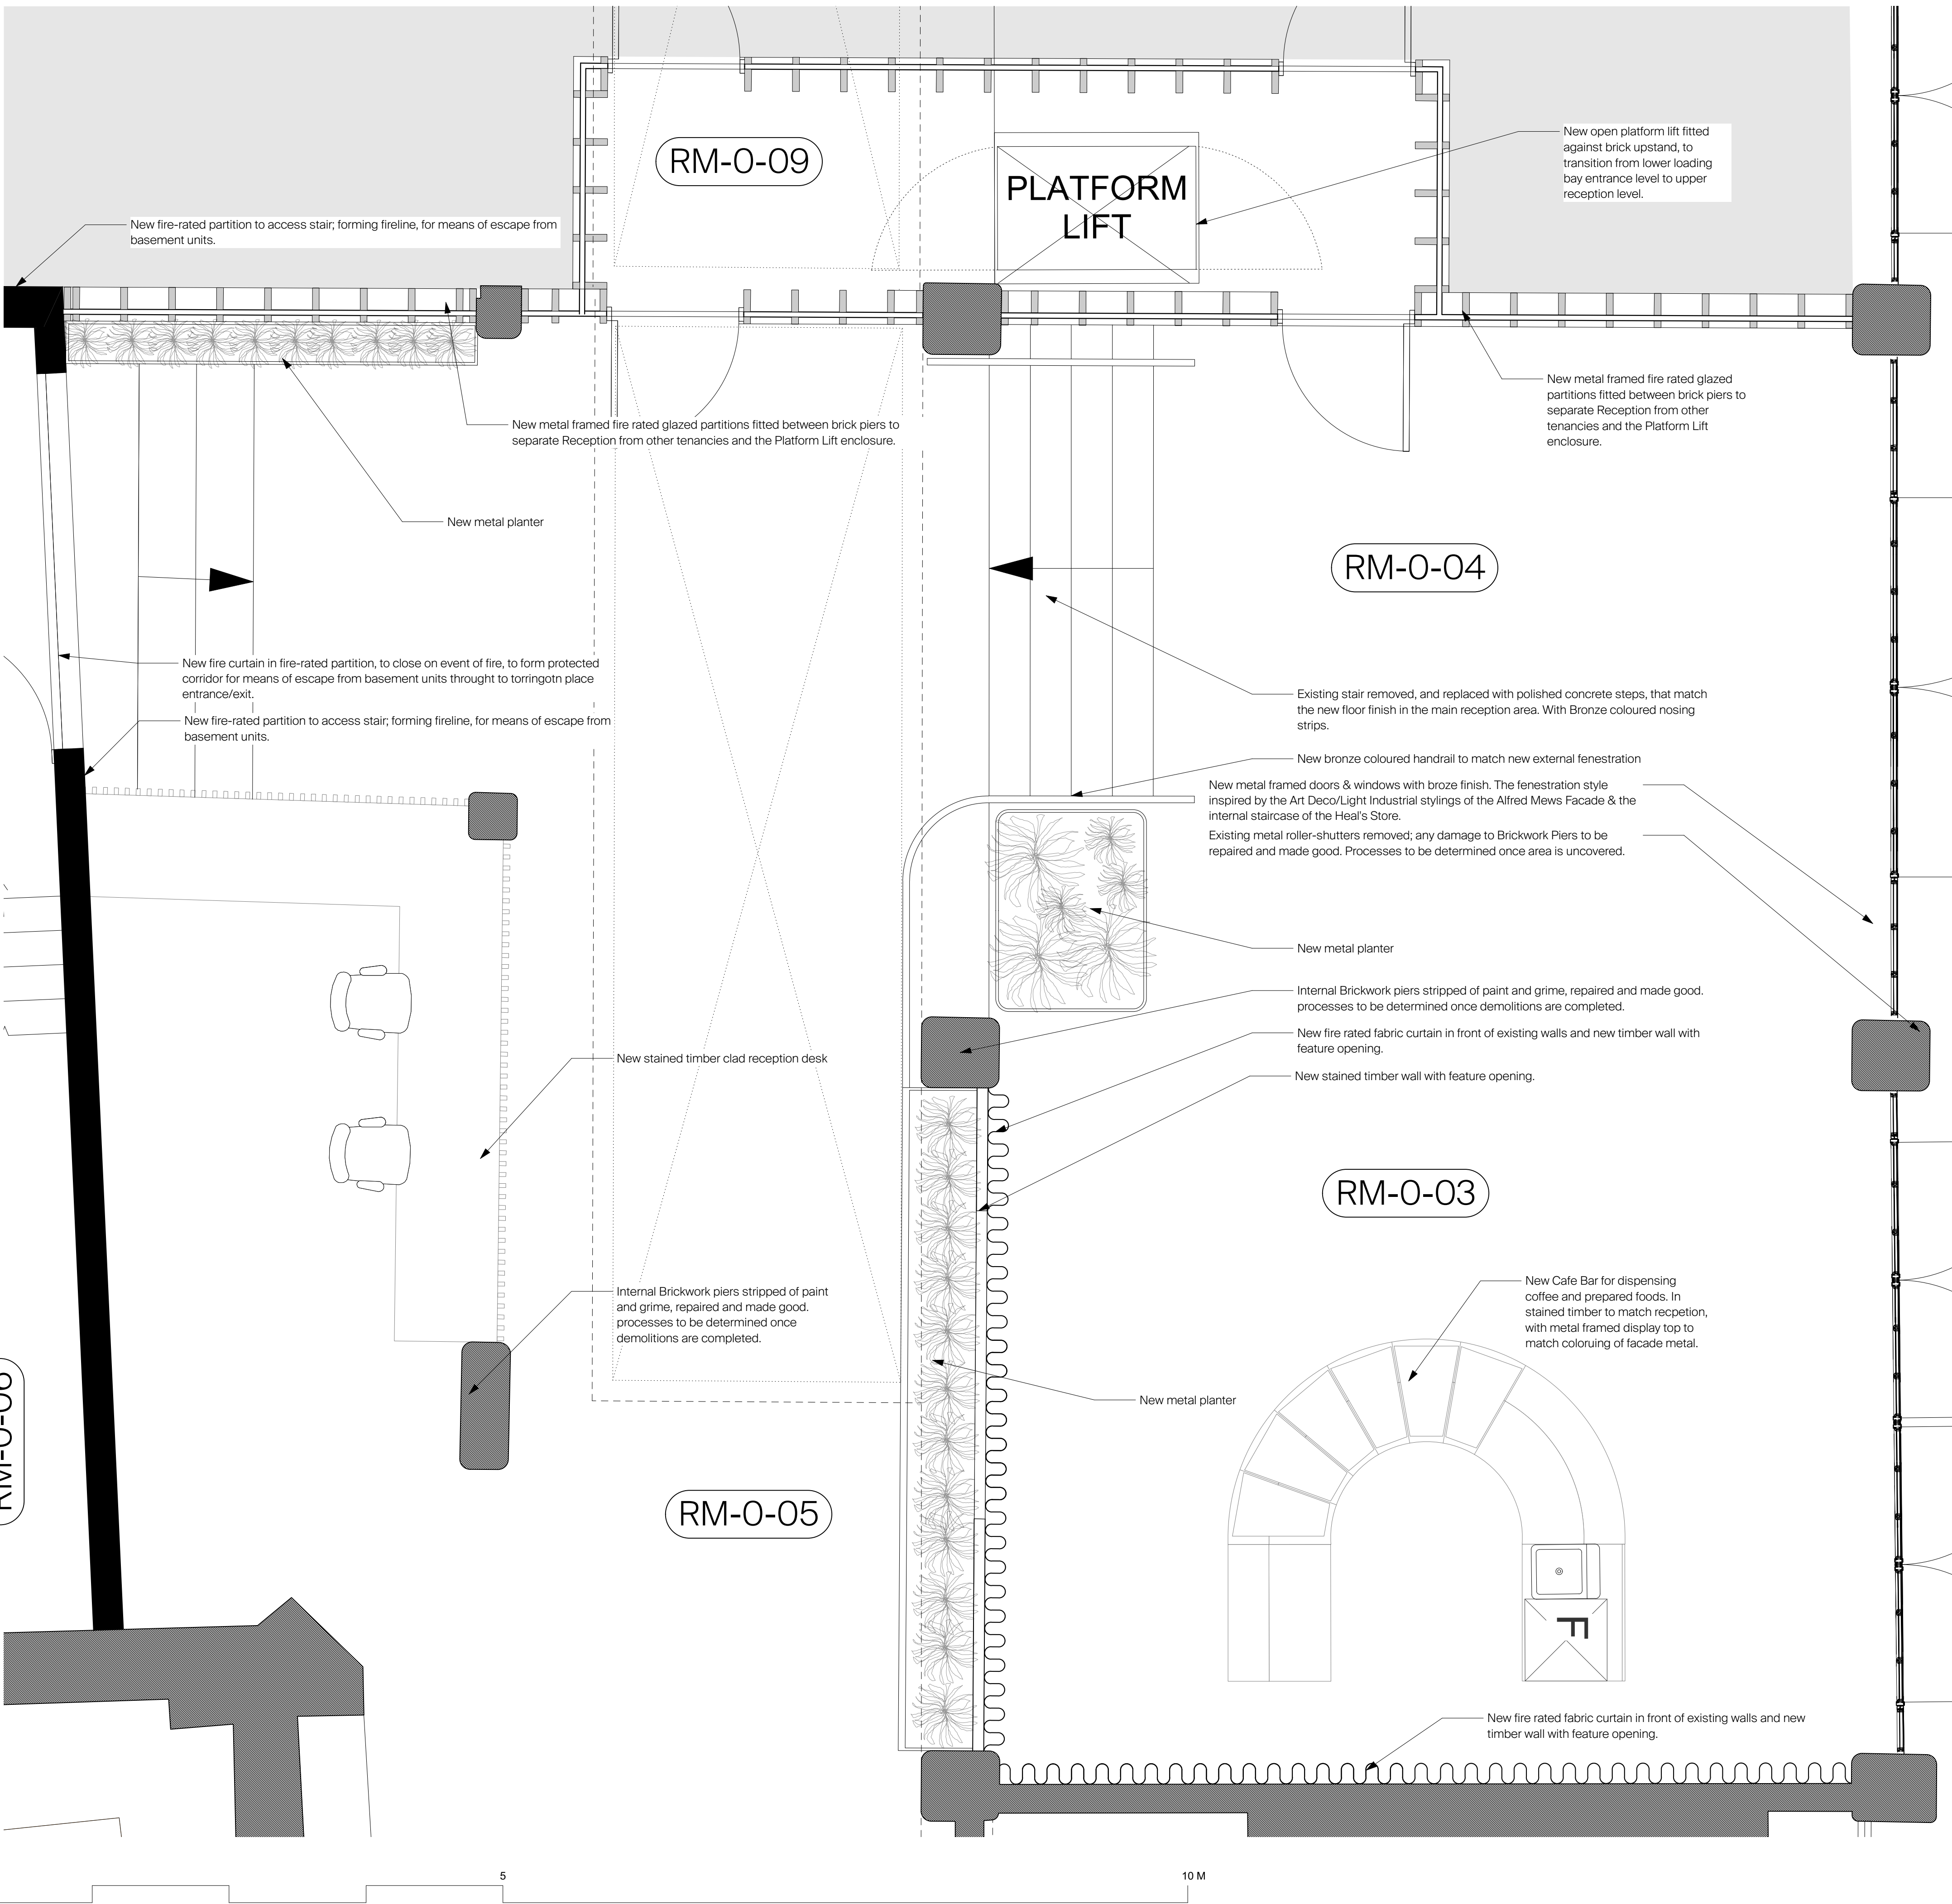 RM-0-09
PLATFORM
LIFT
New open platform lift fitted
against brick upstand, to
transition from lower loading
bay entrance level to upper
reception level.
New fire-rated partition to access stair; forming fireline, for means of escape from
basement units.
New metal framed fire rated glazed
partitions fitted between brick piers to
separate Reception from other
tenancies and the Platform Lift
enclosure.
New metal framed fire rated glazed partitions fitted between brick piers to
separate Reception from other tenancies and the Platform Lift enclosure.
New metal planter
RM-0-04
New fire curtain in fire-rated partition, to close on event of fire, to form protected
corridor for means of escape from basement units throught to torringotn place
entrance/exit.
New fire-rated partition to access stair; forming fireline, for means of escape from
basement units.
Existing stair removed, and replaced with polished concrete steps, that match
the new floor finish in the main reception area. With Bronze coloured nosing
strips.
New bronze coloured handrail to match new external fenestration
New metal framed doors & windows with broze finish. The fenestration style
inspired by the Art Deco/Light Industrial stylings of the Alfred Mews Facade & the
internal staircase of the Heal's Store.
Existing metal roller-shutters removed; any damage to Brickwork Piers to be
repaired and made good. Processes to be determined once area is uncovered.
New metal planter
Internal Brickwork piers stripped of paint and grime, repaired and made good.
processes to be determined once demolitions are completed.
New fire rated fabric curtain in front of existing walls and new timber wall with
feature opening.
New stained timber wall with feature opening.
New stained timber clad reception desk
RM-0-03
Internal Brickwork piers stripped of paint
and grime, repaired and made good.
processes to be determined once
demolitions are completed.
New Cafe Bar for dispensing
coffee and prepared foods. In
stained timber to match recpetion,
with metal framed display top to
match coloruing of facade metal.
New metal planter
RM-0-06
RM-0-05
F
New fire rated fabric curtain in front of existing walls and new
timber wall with feature opening.
5
10 M